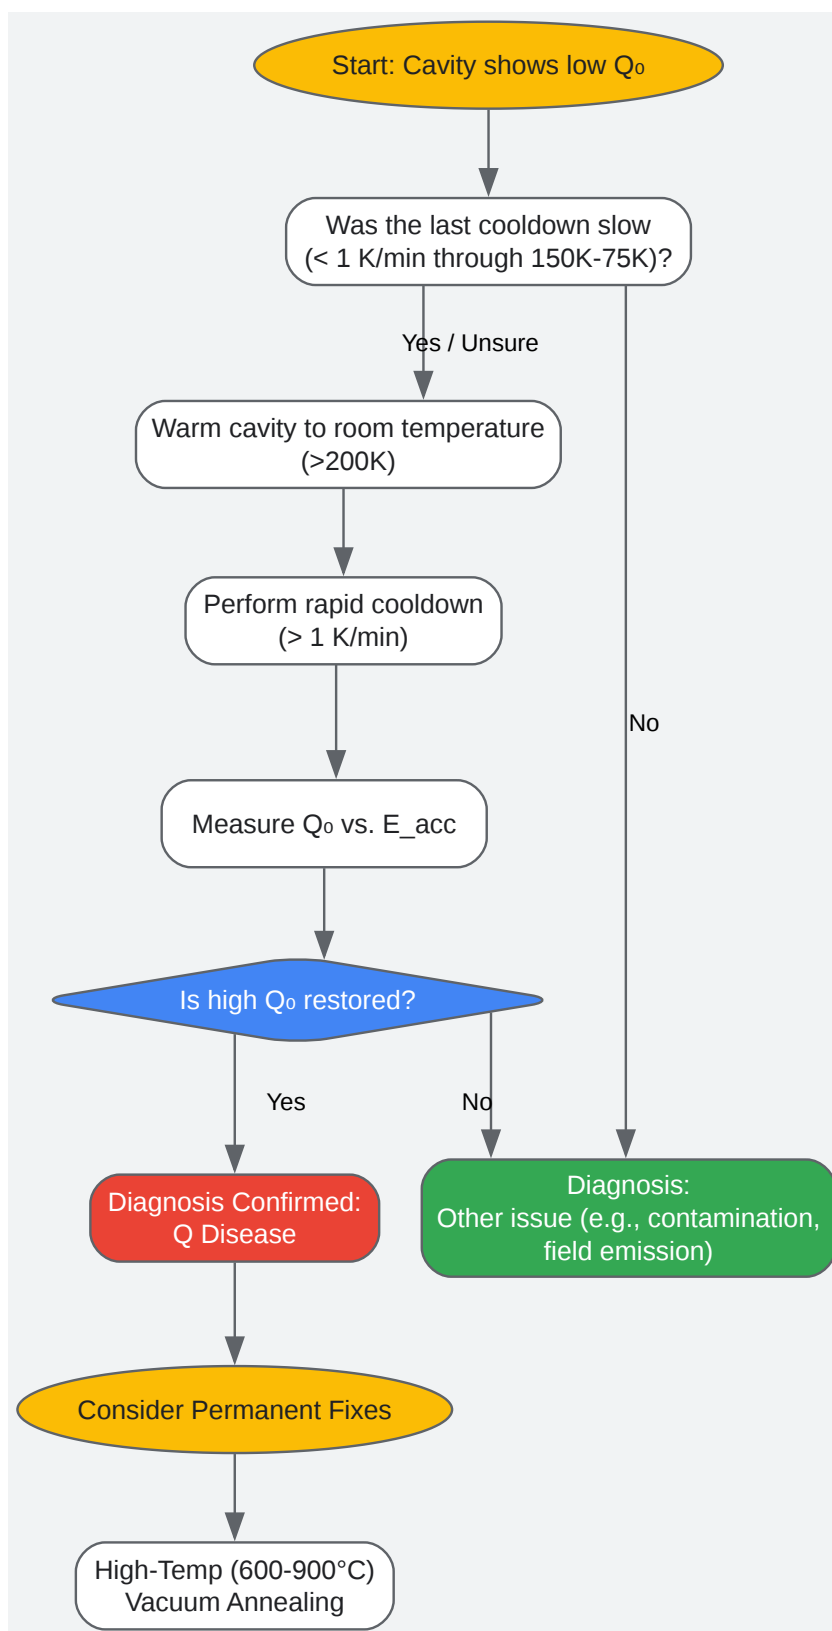 Start: Cavity shows low Q₀
Was the last cooldown slow
(< 1 K/min through 150K-75K)?
Yes / Unsure
Warm cavity to room temperature
(>200K)
Perform rapid cooldown
(> 1 K/min)
No
Measure Q₀ vs. E_acc
Is high Q₀ restored?
Yes
No
Diagnosis Confirmed:
Q Disease
Diagnosis:
Other issue (e.g., contamination,
field emission)
Consider Permanent Fixes
High-Temp (600-900°C)
Vacuum Annealing